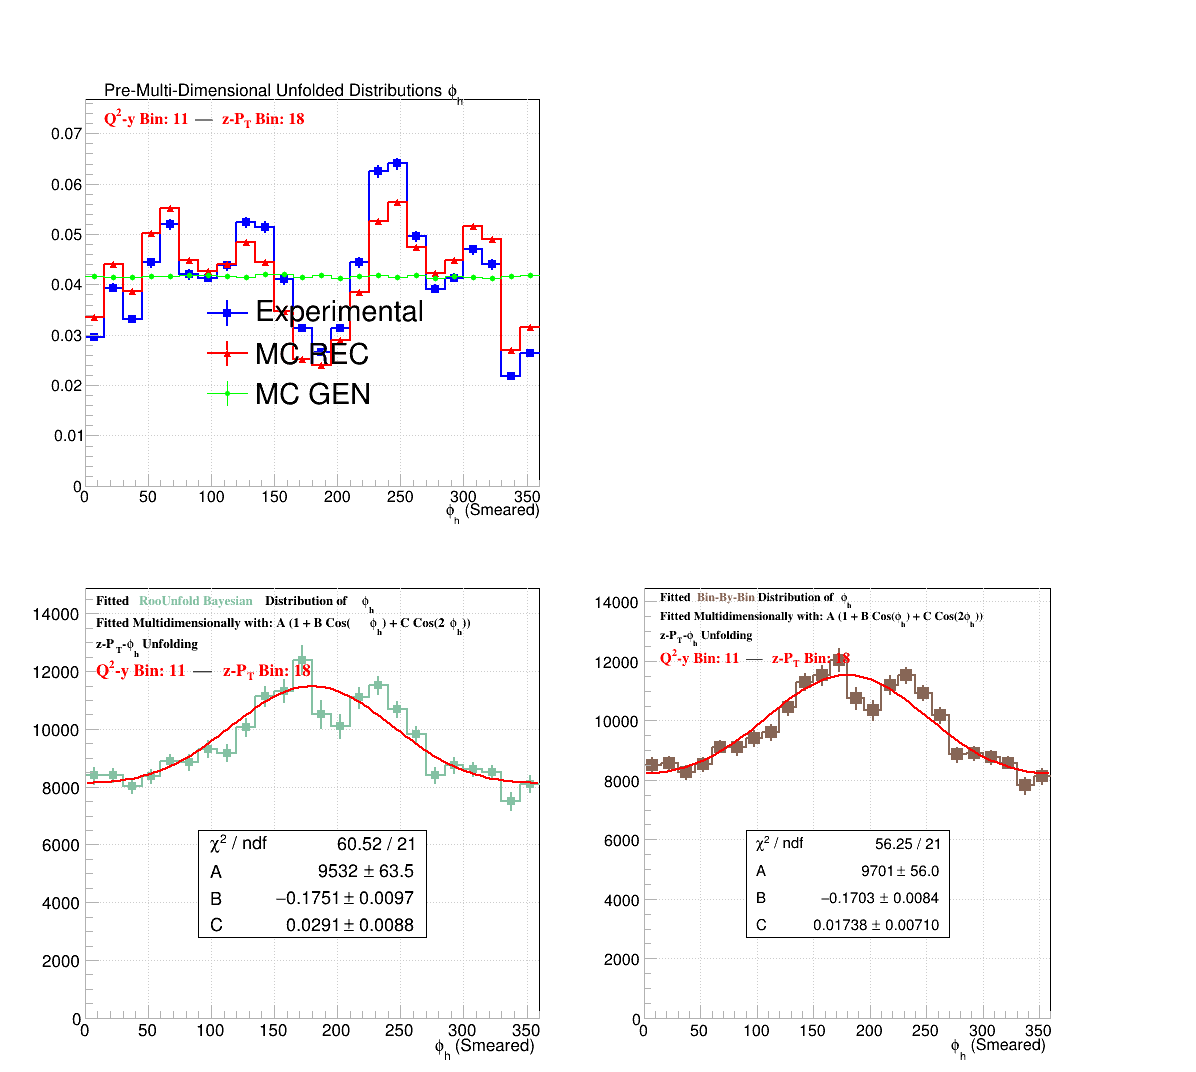 Pre-Multi-Dimensional Unfolded Distributions ϕh
Q²-y Bin: 11 — z-PT Bin: 18
0.07
0.06
0.05
0.04
0.03
0.02
0.01
0
Experimental
MC REC
MC GEN
0 50 100 150 200 250 300 350
ϕh (Smeared)
Fitted RooUnfold Bayesian Distribution of ϕh
Fitted Multidimensionally with: A (1 + B Cos( ϕh) + C Cos(2 ϕh))
z-PT-ϕh Unfolding
Q²-y Bin: 11 — z-PT Bin: 18
14000
12000
10000
8000
6000
4000
2000
0
χ² / ndf 60.52 / 21
A 9532 ± 63.5
B −0.1751 ± 0.0097
C 0.0291 ± 0.0088
0 50 100 150 200 250 300 350
ϕh (Smeared)
Fitted Bin-By-Bin Distribution of ϕh
Fitted Multidimensionally with: A (1 + B Cos(ϕh) + C Cos(2ϕh))
z-PT-ϕh Unfolding
Q²-y Bin: 11 — z-PT Bin: 18
14000
12000
10000
8000
6000
4000
2000
0
χ² / ndf 56.25 / 21
A 9701 ± 56.0
B −0.1703 ± 0.0084
C 0.01738 ± 0.00710
0 50 100 150 200 250 300 350
ϕh (Smeared)